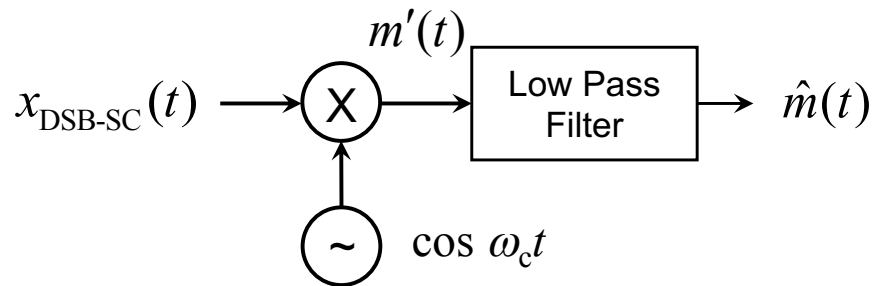 m′(t)
x_DSB-SC(t)
X
Low Pass
Filter
m̂(t)
~
cos ω_c t